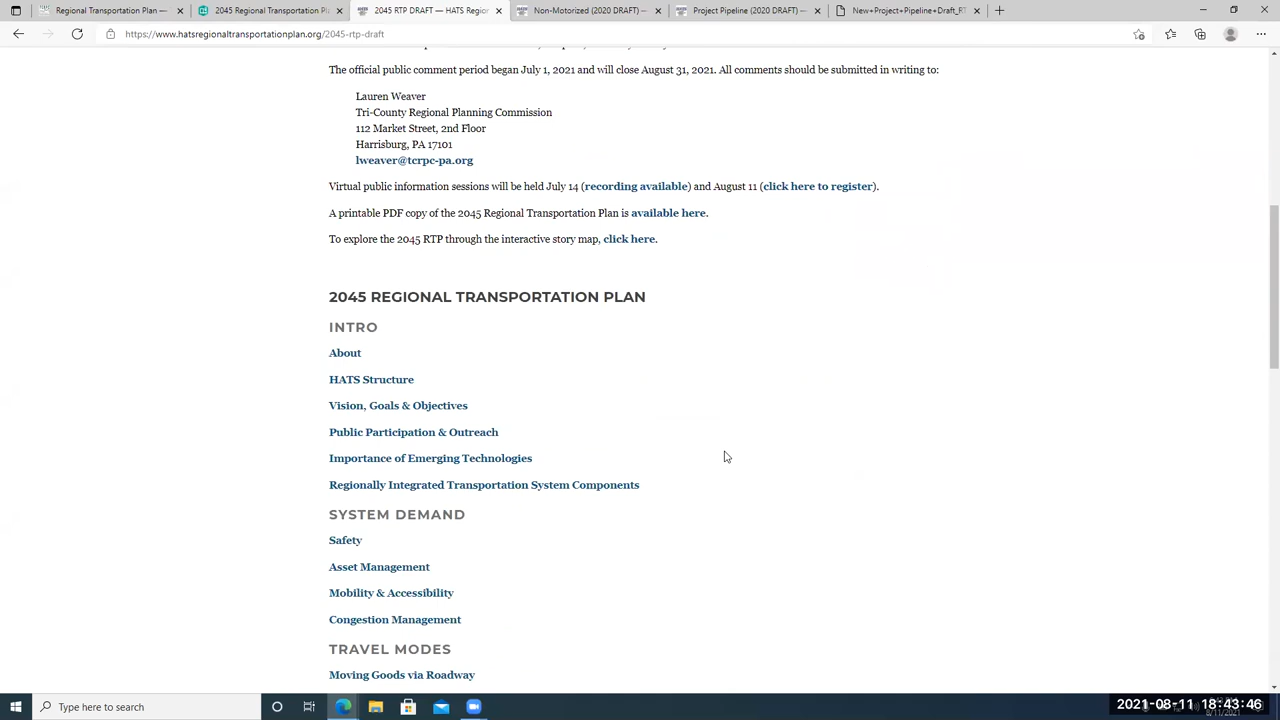 2045 Regional Transportation Plan —
2045 Regional Transportation Pl
2045 RTP DRAFT — HATS Region
Non-Motorized (2020 DRAFT) —
Project Pipeline (2020 DRAFT) —
New+Project+Pipeline+Draft_RT
https://www.hatsregionaltransportationplan.org/2045-rtp-draft
The official public comment period began July 1, 2021 and will close August 31, 2021. All comments should be submitted in writing to:
Lauren Weaver
Tri-County Regional Planning Commission
112 Market Street, 2nd Floor
Harrisburg, PA 17101
lweaver@tcrpc-pa.org
Virtual public information sessions will be held July 14 (recording available) and August 11 (click here to register).
A printable PDF copy of the 2045 Regional Transportation Plan is available here.
To explore the 2045 RTP through the interactive story map, click here.
2045 REGIONAL TRANSPORTATION PLAN
INTRO
About
HATS Structure
Vision, Goals & Objectives
Public Participation & Outreach
Importance of Emerging Technologies
Regionally Integrated Transportation System Components
SYSTEM DEMAND
Safety
Asset Management
Mobility & Accessibility
Congestion Management
TRAVEL MODES
Moving Goods via Roadway
Type here to search
2021-08-11 18:43:46